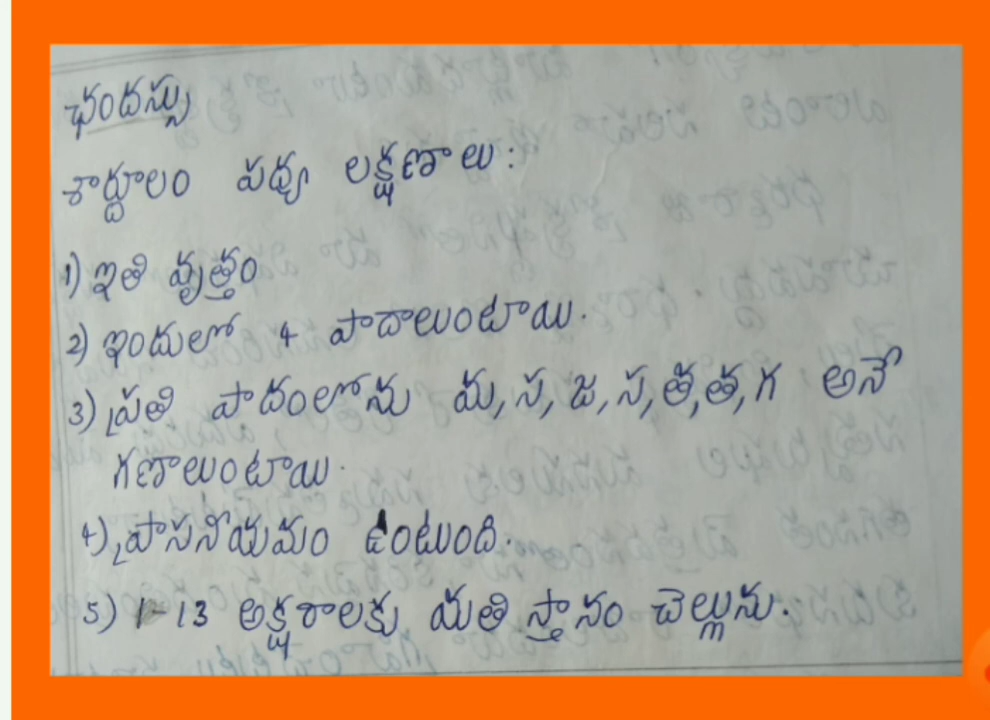 ఛందస్సు
శార్దూలం పద్య లక్షణాలు:
1) ఇతి వృత్తం
2) ఇందులో 4 పాదాలుంటాయి.
3) ప్రతి పాదంలోను మ, స, జ, స, త, త, గ అనే
గణాలుంటాయి.
4) ప్రాసనియమం ఉంటుంది.
5) 1-13 అక్షరాలకు యతి స్తానం చెల్లును.